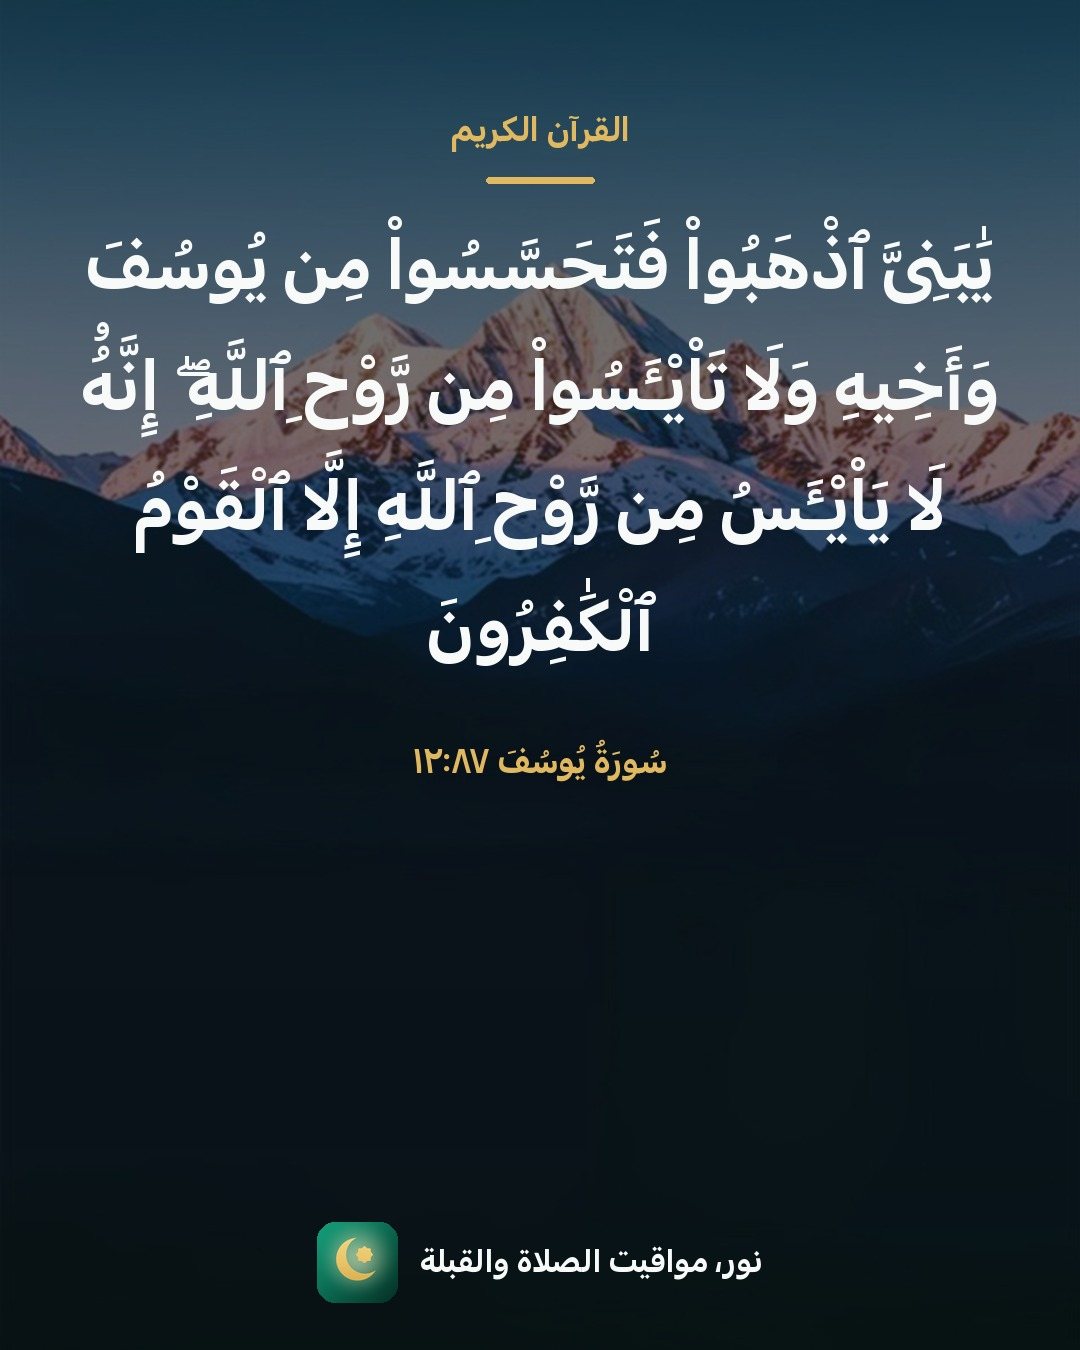 القرآن الكريم
يَٰبَنِىَّ ٱذْهَبُوا۟ فَتَحَسَّسُوا۟ مِن يُوسُفَ
وَأَخِيهِ وَلَا تَا۟يْـَٔسُوا۟ مِن رَّوْحِ ٱللَّهِ ۖ إِنَّهُۥ
لَا يَا۟يْـَٔسُ مِن رَّوْحِ ٱللَّهِ إِلَّا ٱلْقَوْمُ
ٱلْكَٰفِرُونَ
سُورَةُ يُوسُفَ ١٢:٨٧
نور، مواقيت الصلاة والقبلة